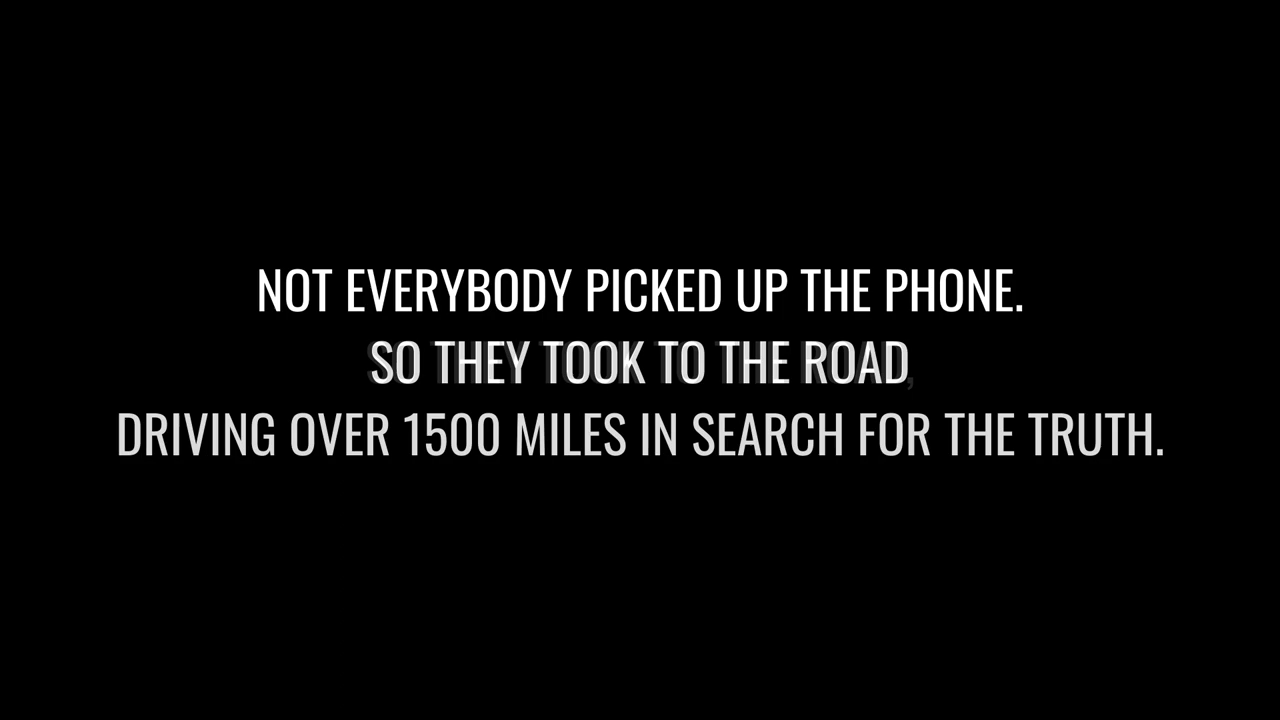 NOT EVERYBODY PICKED UP THE PHONE.
SO THEY TOOK TO THE ROAD,
DRIVING OVER 1500 MILES IN SEARCH FOR THE TRUTH.